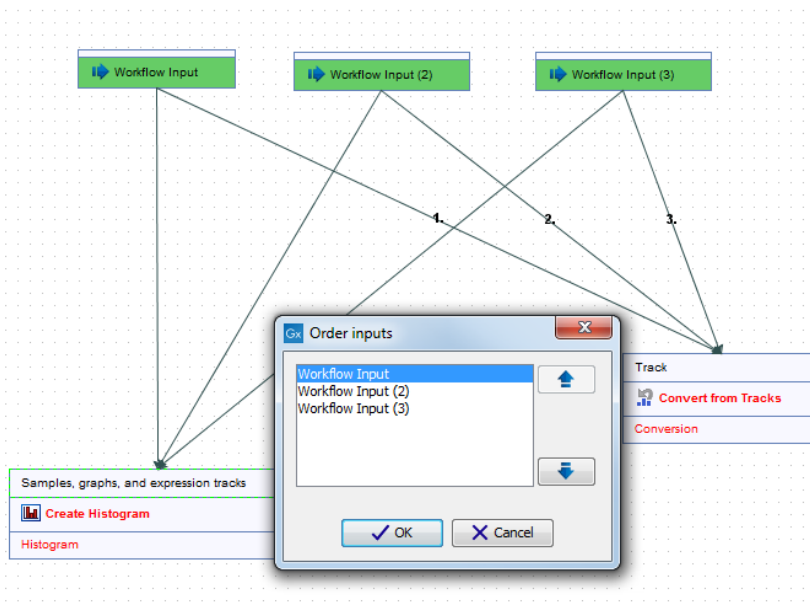 Workflow Input
Workflow Input (2)
Workflow Input (3)
1.
2.
3.
Gx Order inputs
X
Workflow Input
Workflow Input (2)
Workflow Input (3)
OK
Cancel
Track
Convert from Tracks
Conversion
Samples, graphs, and expression tracks
Create Histogram
Histogram